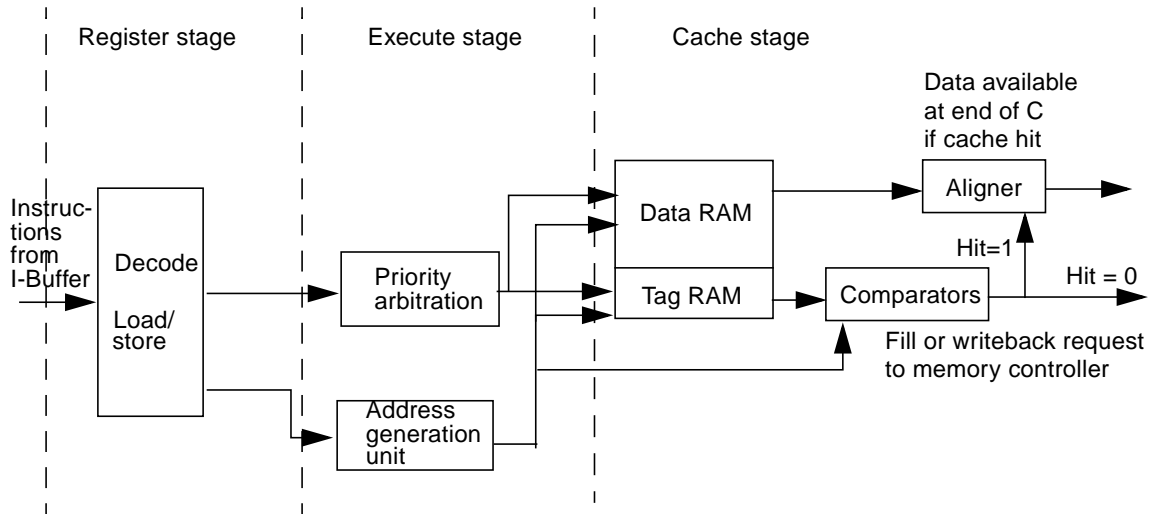 Register stage
Execute stage
Cache stage
Data available
at end of C
if cache hit
Instruc-
tions
from
I-Buffer
Decode
Load/
store
Priority
arbitration
Address
generation
unit
Data RAM
Tag RAM
Aligner
Hit=1
Comparators
Hit = 0
Fill or writeback request
to memory controller